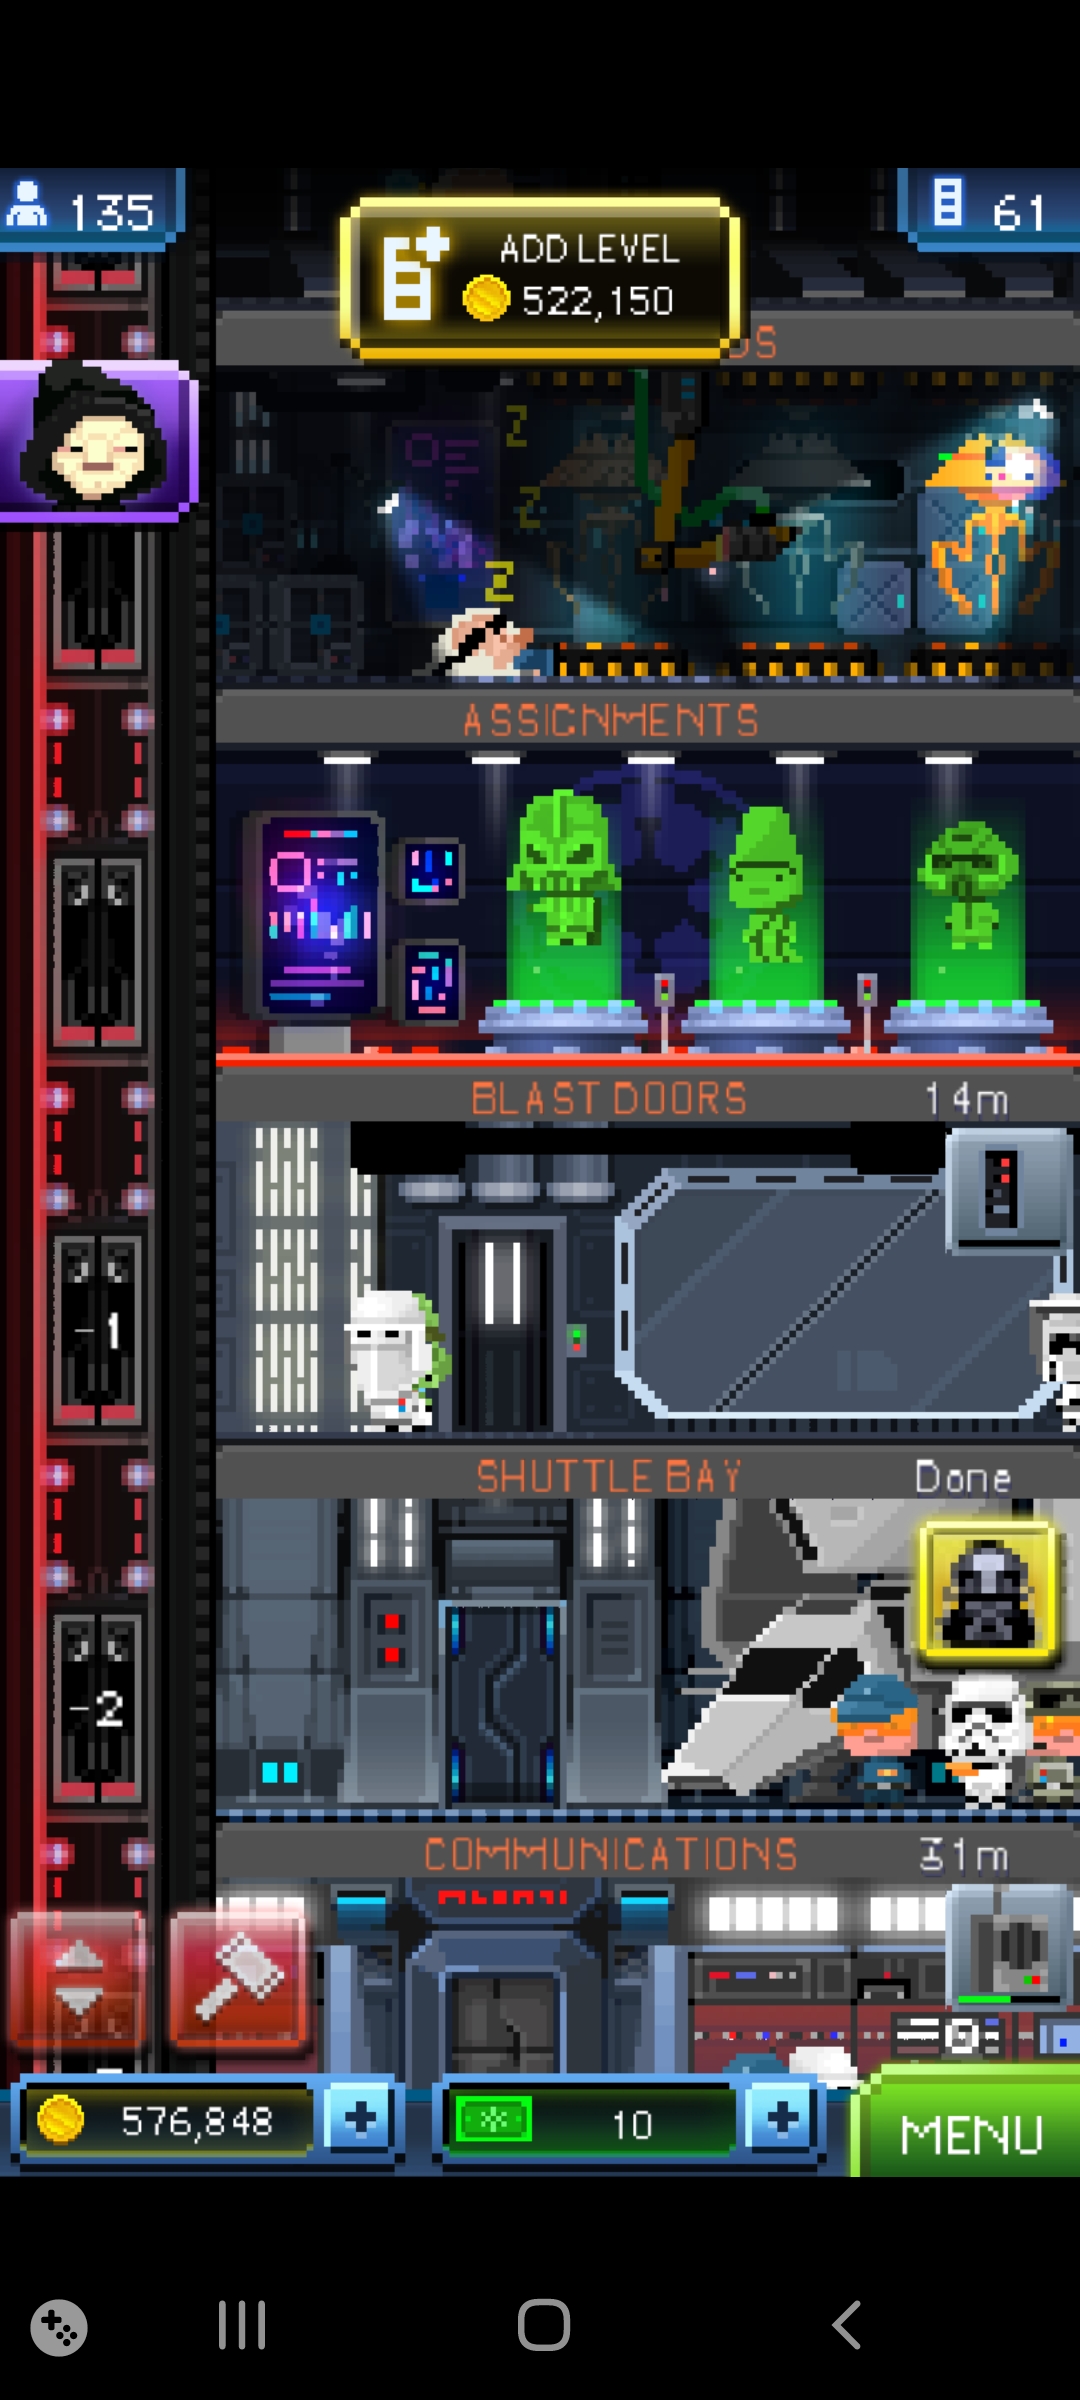 135
ADD LEVEL
522,150
61
Z
Z
Z
ASSIGNMENTS
BLAST DOORS
14m
-1
SHUTTLE BAY
Done
-2
COMMUNICATIONS
31m
576,848
+
10
+
MENU